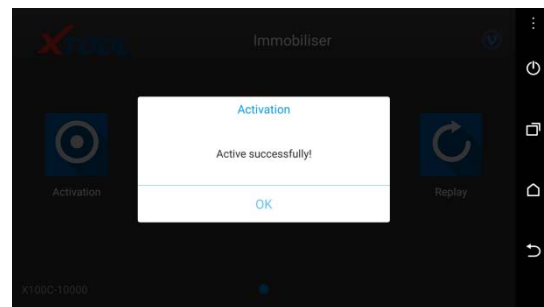 XTOOL
Immobiliser
Activation
Active successfully!
OK
Activation
Replay
X100C-10000